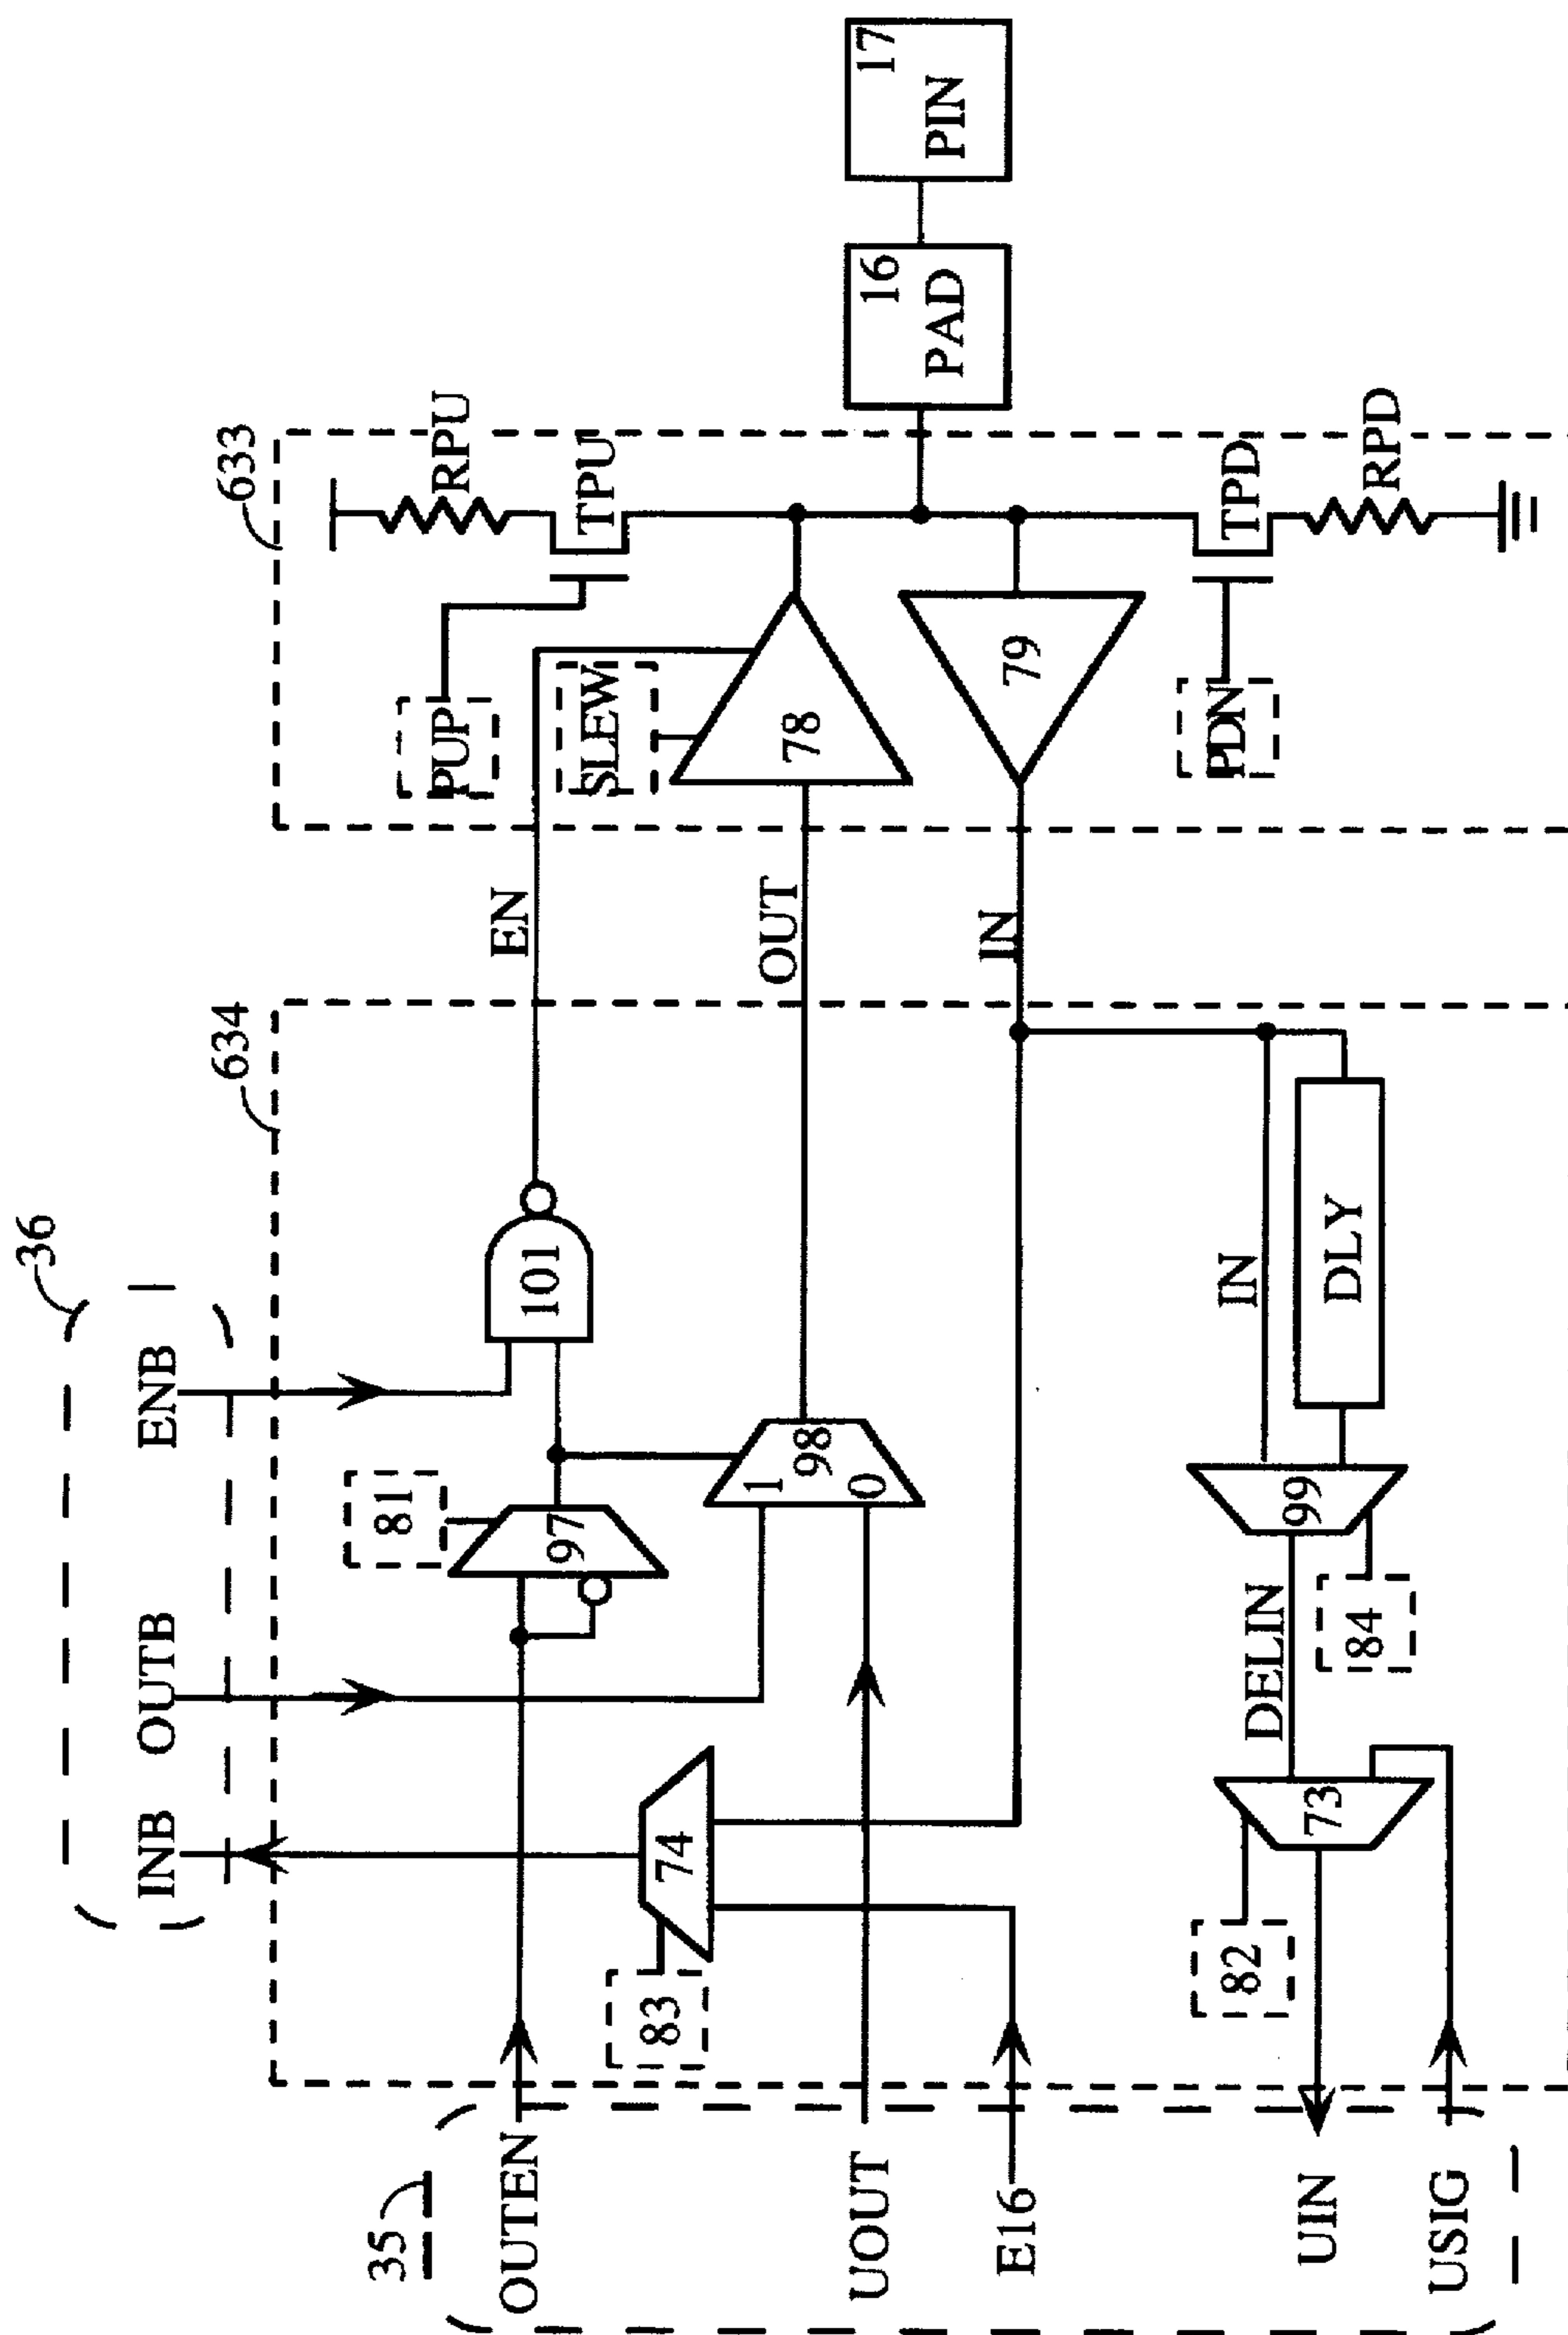 36
INB
OUTB
ENB
634
633
35
OUTEN
UOUT
E16
UIN
USIG
81
97
101
EN
PUP
RPU
TPU
SLEW
83
74
1
98
0
OUT
78
IN
79
82
73
DELIN
84
99
IN
DLY
PDN
TPD
RPD
16
PAD
17
PIN